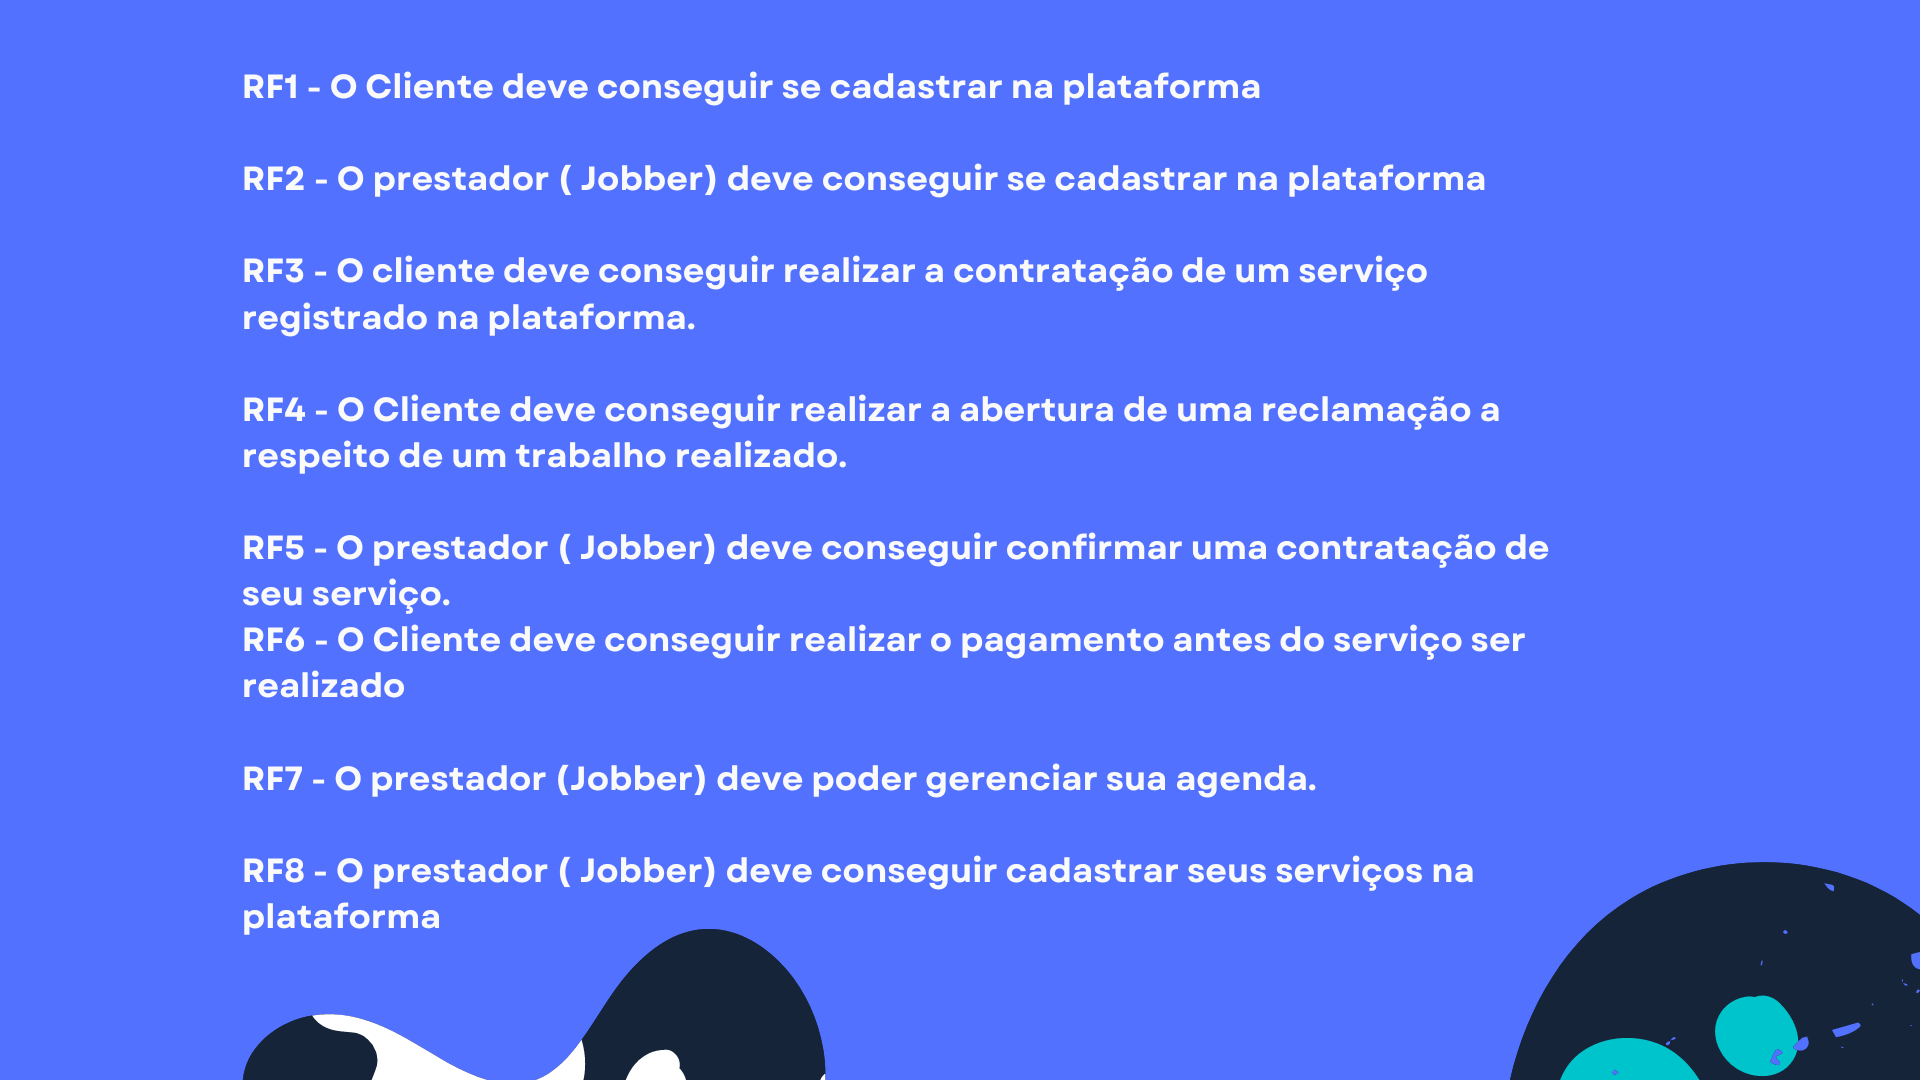 RF1 - O Cliente deve conseguir se cadastrar na plataforma
RF2 - O prestador ( Jobber) deve conseguir se cadastrar na plataforma
RF3 - O cliente deve conseguir realizar a contratação de um serviço
registrado na plataforma.
RF4 - O Cliente deve conseguir realizar a abertura de uma reclamação a
respeito de um trabalho realizado.
RF5 - O prestador ( Jobber) deve conseguir confirmar uma contratação de
seu serviço.
RF6 - O Cliente deve conseguir realizar o pagamento antes do serviço ser
realizado
RF7 - O prestador (Jobber) deve poder gerenciar sua agenda.
RF8 - O prestador ( Jobber) deve conseguir cadastrar seus serviços na
plataforma